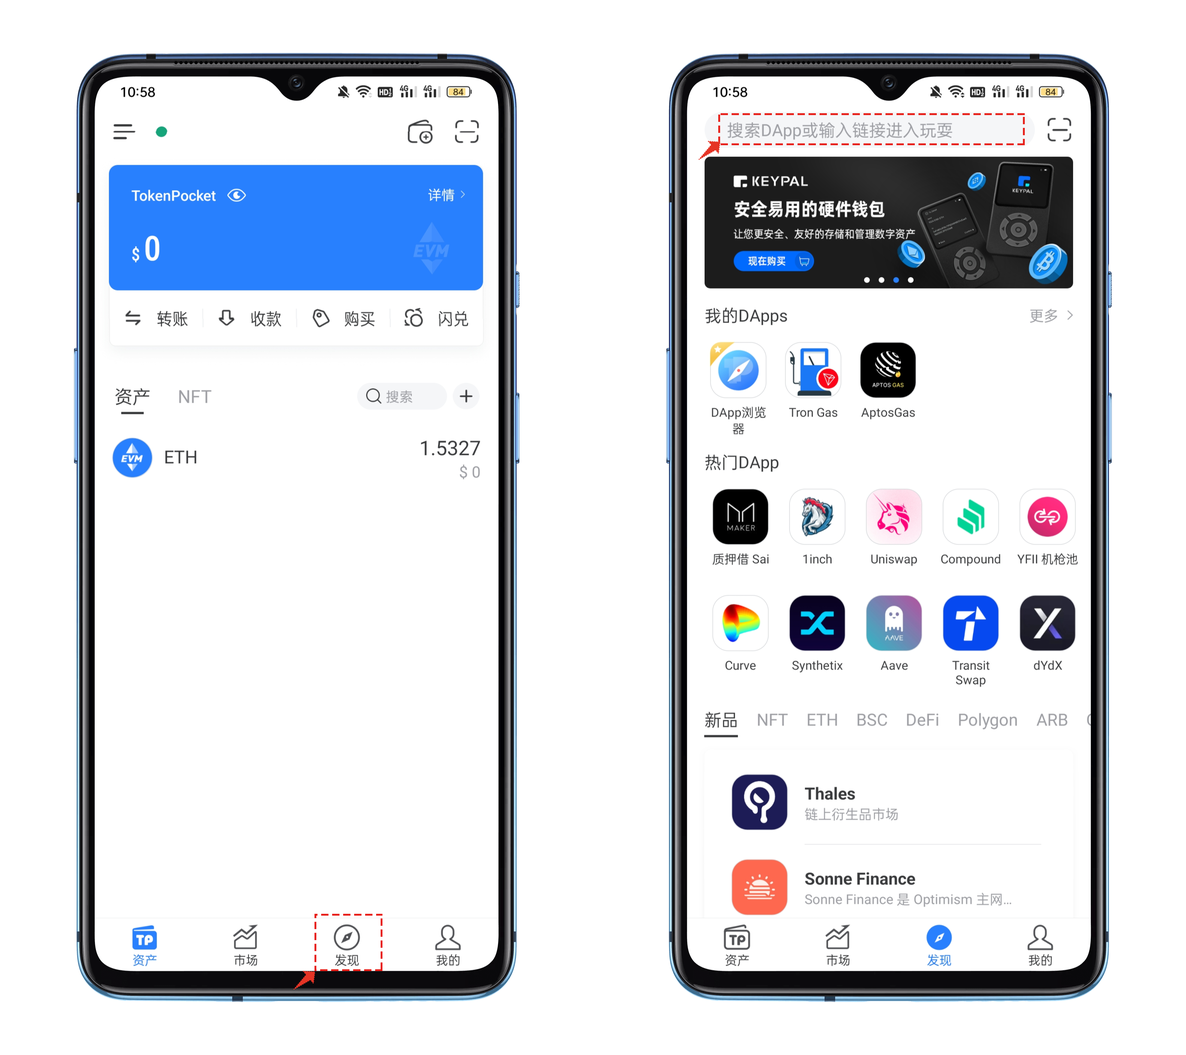 10:58
HD
4G
4G
84
TokenPocket
详情
$ 0
EVM
转账
收款
购买
闪兑
资产
NFT
搜索
EVM
ETH
1.5327
$ 0
TP
资产
市场
发现
我的
10:58
HD
4G
4G
84
搜索DApp或输入链接进入玩耍
KEYPAL
安全易用的硬件钱包
让您更安全、友好的存储和管理数字资产
现在购买
KEYPAL
我的DApps
更多
APTOS GAS
DApp浏览
器
Tron Gas
AptosGas
热门DApp
MAKER
质押借 Sai
1inch
Uniswap
Compound
YFII 机枪池
AAVE
Curve
Synthetix
Aave
Transit
Swap
dYdX
新品
NFT
ETH
BSC
DeFi
Polygon
ARB
Thales
链上衍生品市场
Sonne Finance
Sonne Finance 是 Optimism 主网...
TP
资产
市场
发现
我的